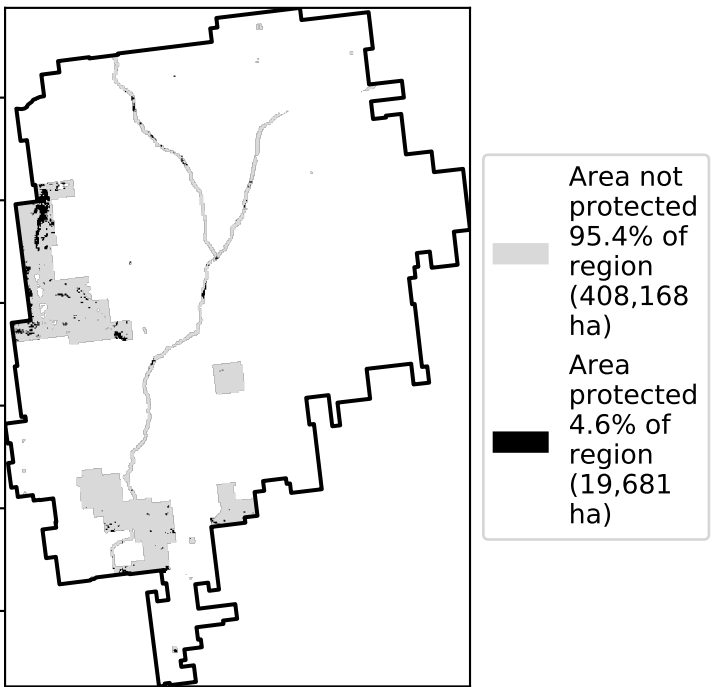 Area not
protected
95.4% of
region
(408,168
ha)
Area
protected
4.6% of
region
(19,681
ha)